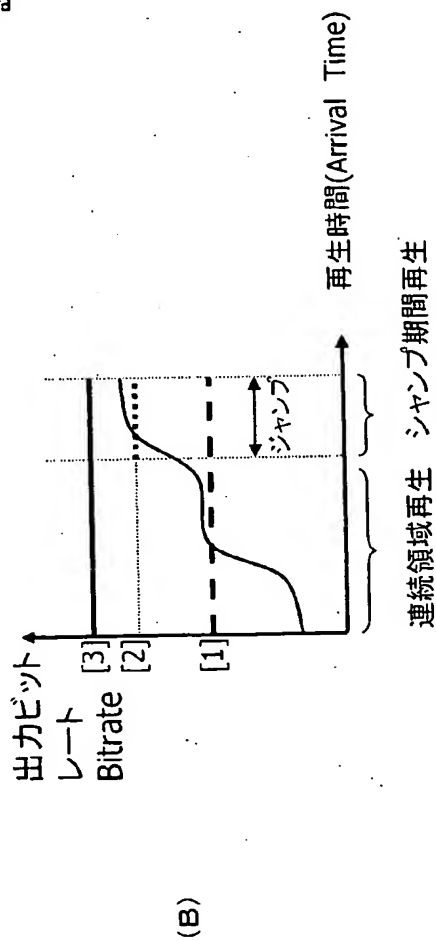 (B)
出力ビット
レート
Bitrate
[3]
[2]
[1]
ジャンプ
再生時間(Arrival Time)
連続領域再生 ジャンプ期間再生